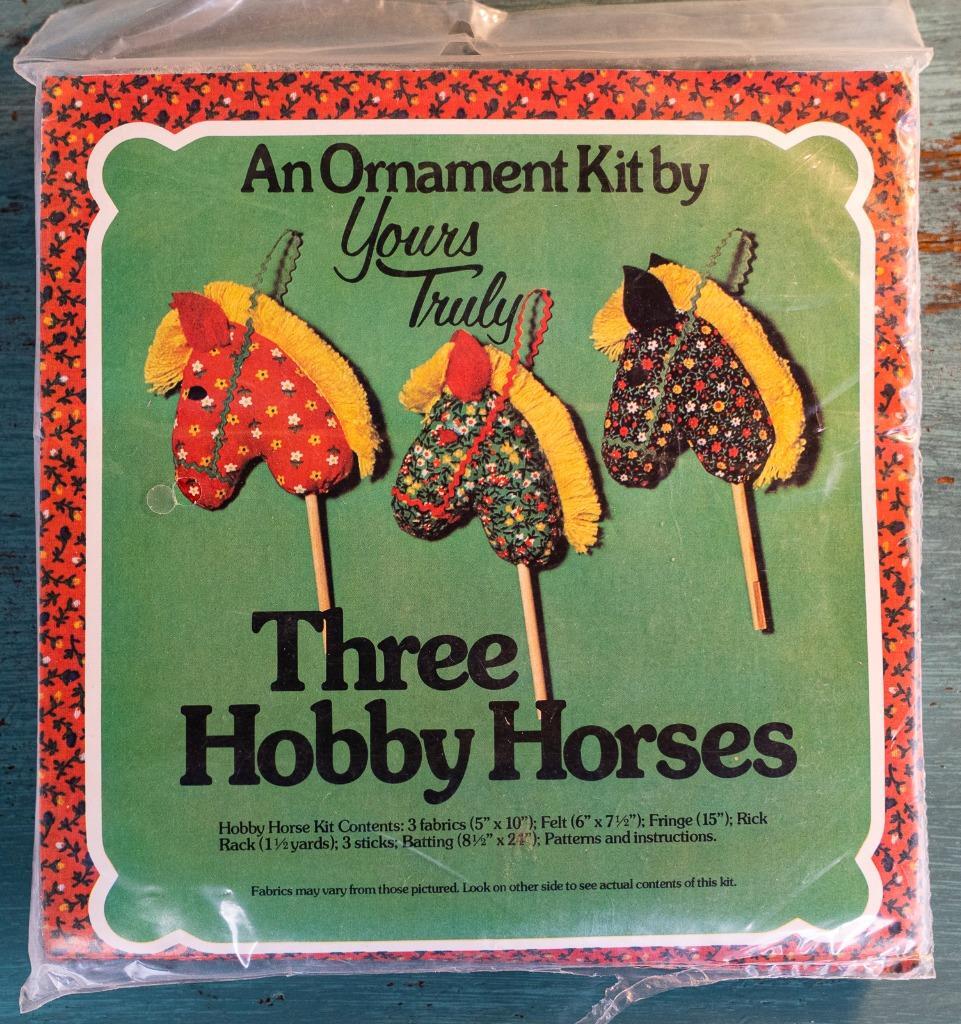 An Ornament Kit by
Yours
Truly
Three
Hobby Horses
Hobby Horse Kit Contents: 3 fabrics (5” x 10”); Felt (6” x 7½”); Fringe (15”); Rick
Rack (1½ yards); 3 sticks; Batting (8½” x 24”); Patterns and instructions.
Fabrics may vary from those pictured. Look on other side to see actual contents of this kit.